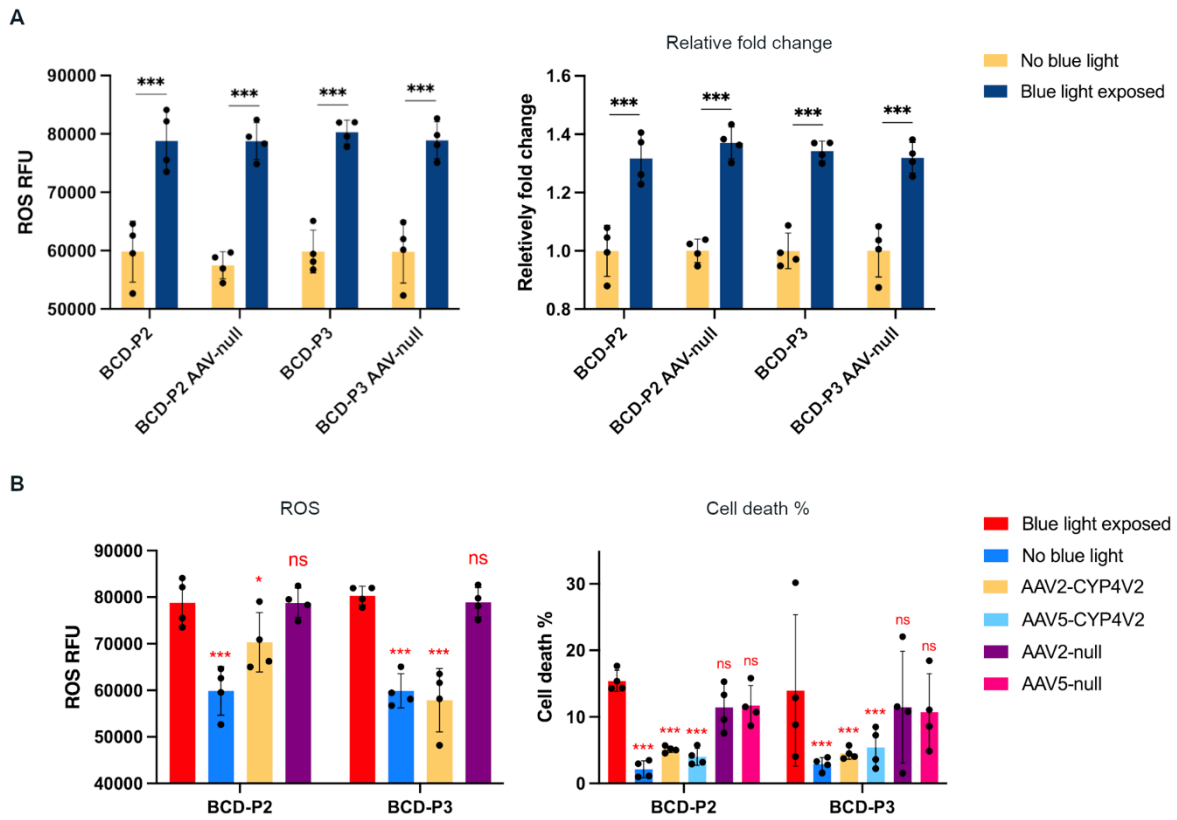 A
Relative fold change
No blue light
Blue light exposed
ROS RFU
90000
80000
70000
60000
50000
*** *** *** ***
BCD-P2
BCD-P2 AAV-null
BCD-P3
BCD-P3 AAV-null
Reletively fold change
1.6
1.4
1.2
1.0
0.8
*** *** *** ***
BCD-P2
BCD-P2 AAV-null
BCD-P3
BCD-P3 AAV-null
B
ROS
ROS RFU
90000
80000
70000
60000
50000
40000
*** * ns
*** *** ns
BCD-P2 BCD-P3
Cell death %
Cell death %
30
20
10
0
*** *** *** ns ns
*** *** *** ns ns
BCD-P2 BCD-P3
Blue light exposed
No blue light
AAV2-CYP4V2
AAV5-CYP4V2
AAV2-null
AAV5-null